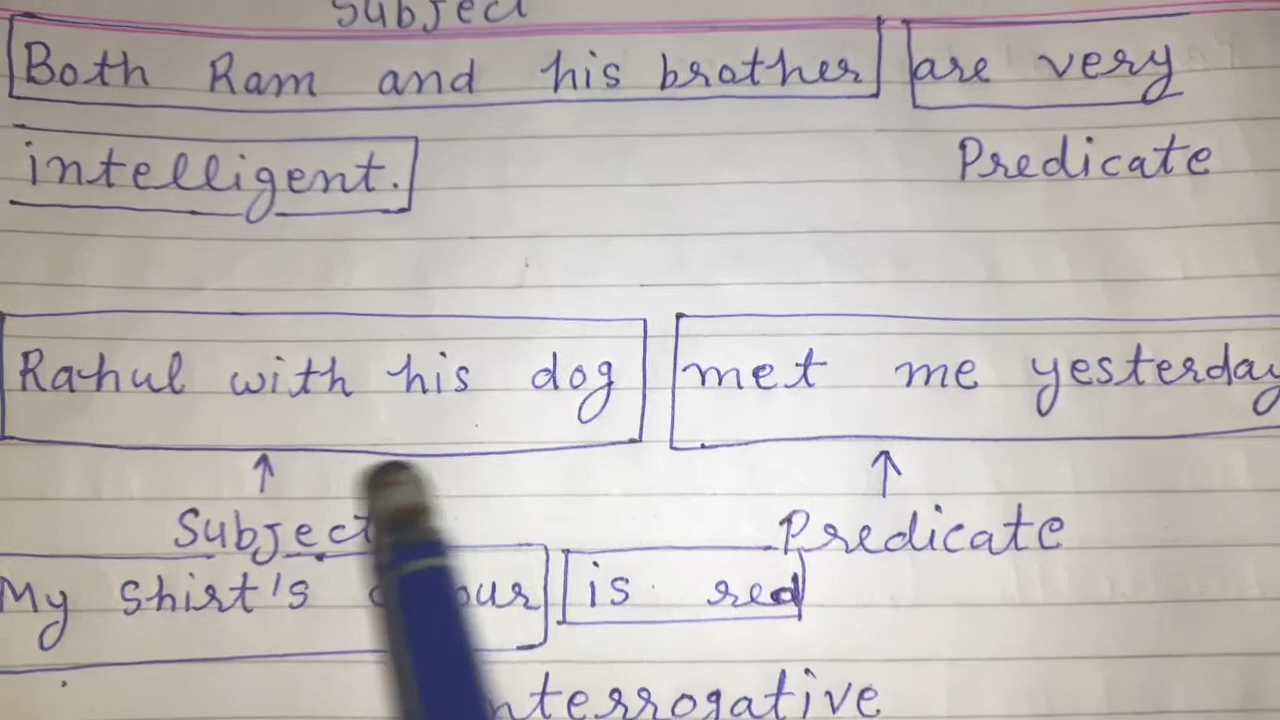 Subject
Both Ram and his brother are very
intelligent. Predicate
Rahul with his dog met me yesterday
↑ ↑
Subject Predicate
My shirt's is red